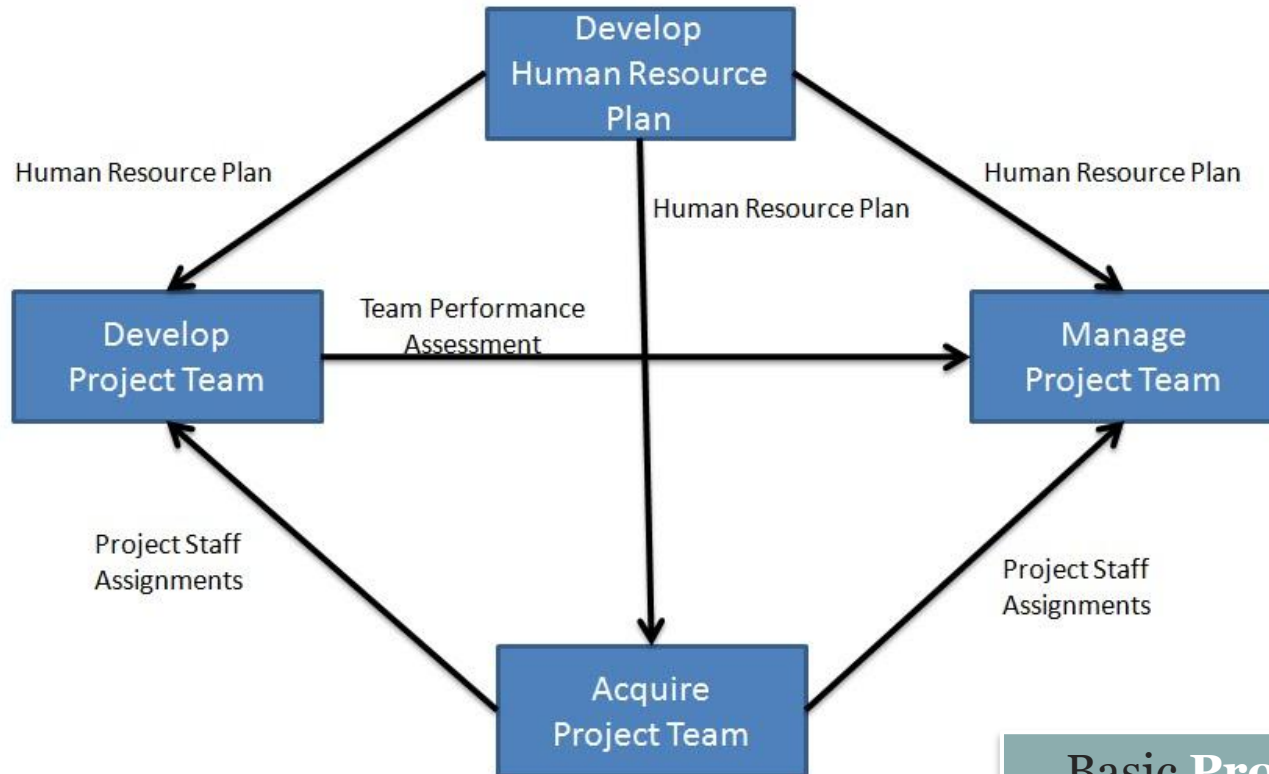 Develop
Human Resource
Plan
Human Resource Plan
Human Resource Plan
Human Resource Plan
Team Performance
Assessment
Develop
Project Team
Manage
Project Team
Project Staff
Assignments
Project Staff
Assignments
Acquire
Project Team
Basic